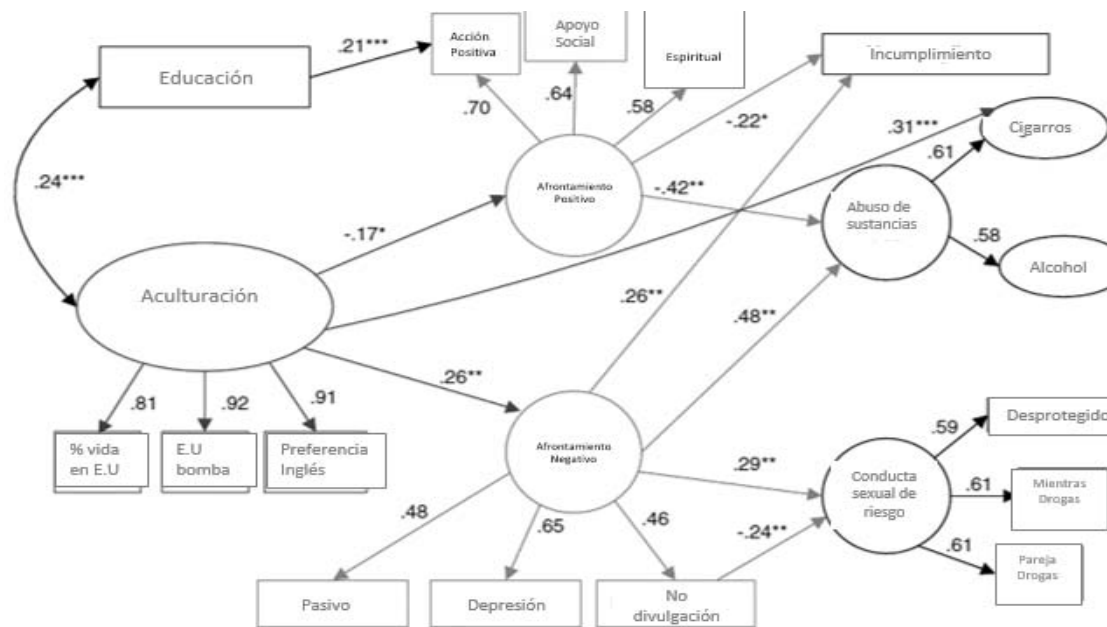 Apoyo
Social
.21***
Acción
Positiva
Educación
Espiritual
Incumplimiento
.70
.64
.58
-.22*
.31***
Cigarros
.61
.24***
Afrontamiento
Positivo
-.42**
Abuso de
sustancias
-.17*
.58
Alcohol
Aculturación
.26**
.48**
.26**
.81
.92
.91
Desprotegido
% vida
en E.U
E.U
bomba
Preferencia
Inglés
Afrontamiento
Negativo
.59
.29**
Conducta
sexual de
riesgo
.61
Mientras
Drogas
.48
.65
.46
-.24**
.61
Pareja
Drogas
Pasivo
Depresión
No
divulgación